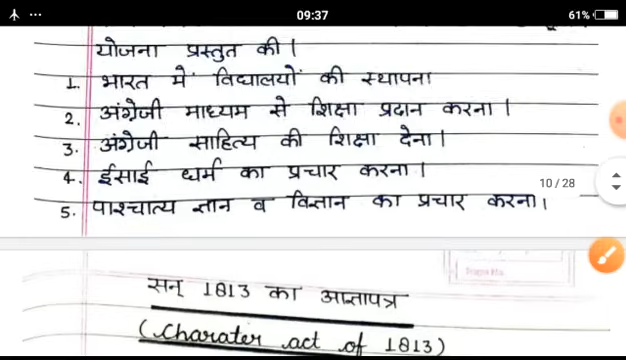 09:37
61%
योजना प्रस्तुत की।
1. भारत में विद्यालयों की स्थापना
2. अंग्रेजी माध्यम से शिक्षा प्रदान करना।
3. अंग्रेजी साहित्य की शिक्षा देना।
4. ईसाई धर्म का प्रचार करना।
10 / 28
5. पाश्चात्य ज्ञान व विज्ञान का प्रचार करना।
सन् 1813 का आज्ञापत्र
(Charater act of 1813)